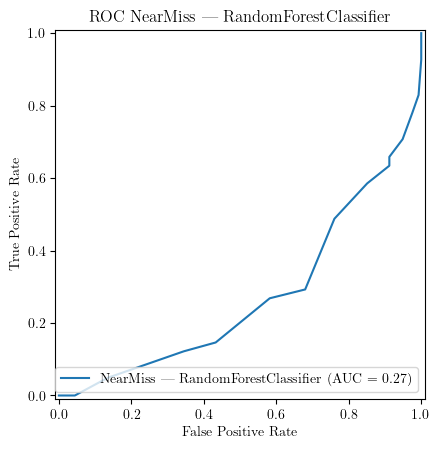 ROC NearMiss — RandomForestClassifier
1.0
0.8
0.6
0.4
0.2
0.0
True Positive Rate
NearMiss — RandomForestClassifier (AUC = 0.27)
0.0 0.2 0.4 0.6 0.8 1.0
False Positive Rate